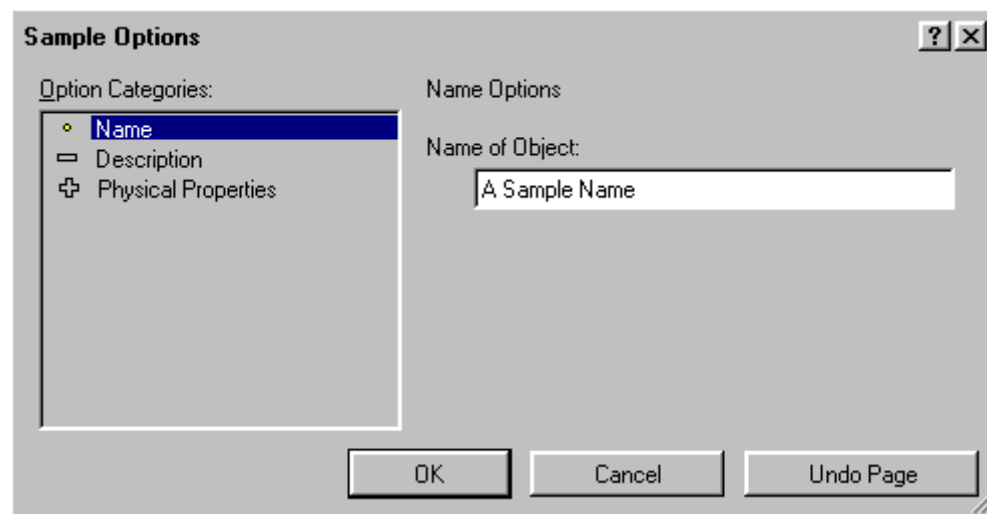 Sample Options
Option Categories:
Name
Description
Physical Properties
Name Options
Name of Object:
A Sample Name
OK
Cancel
Undo Page